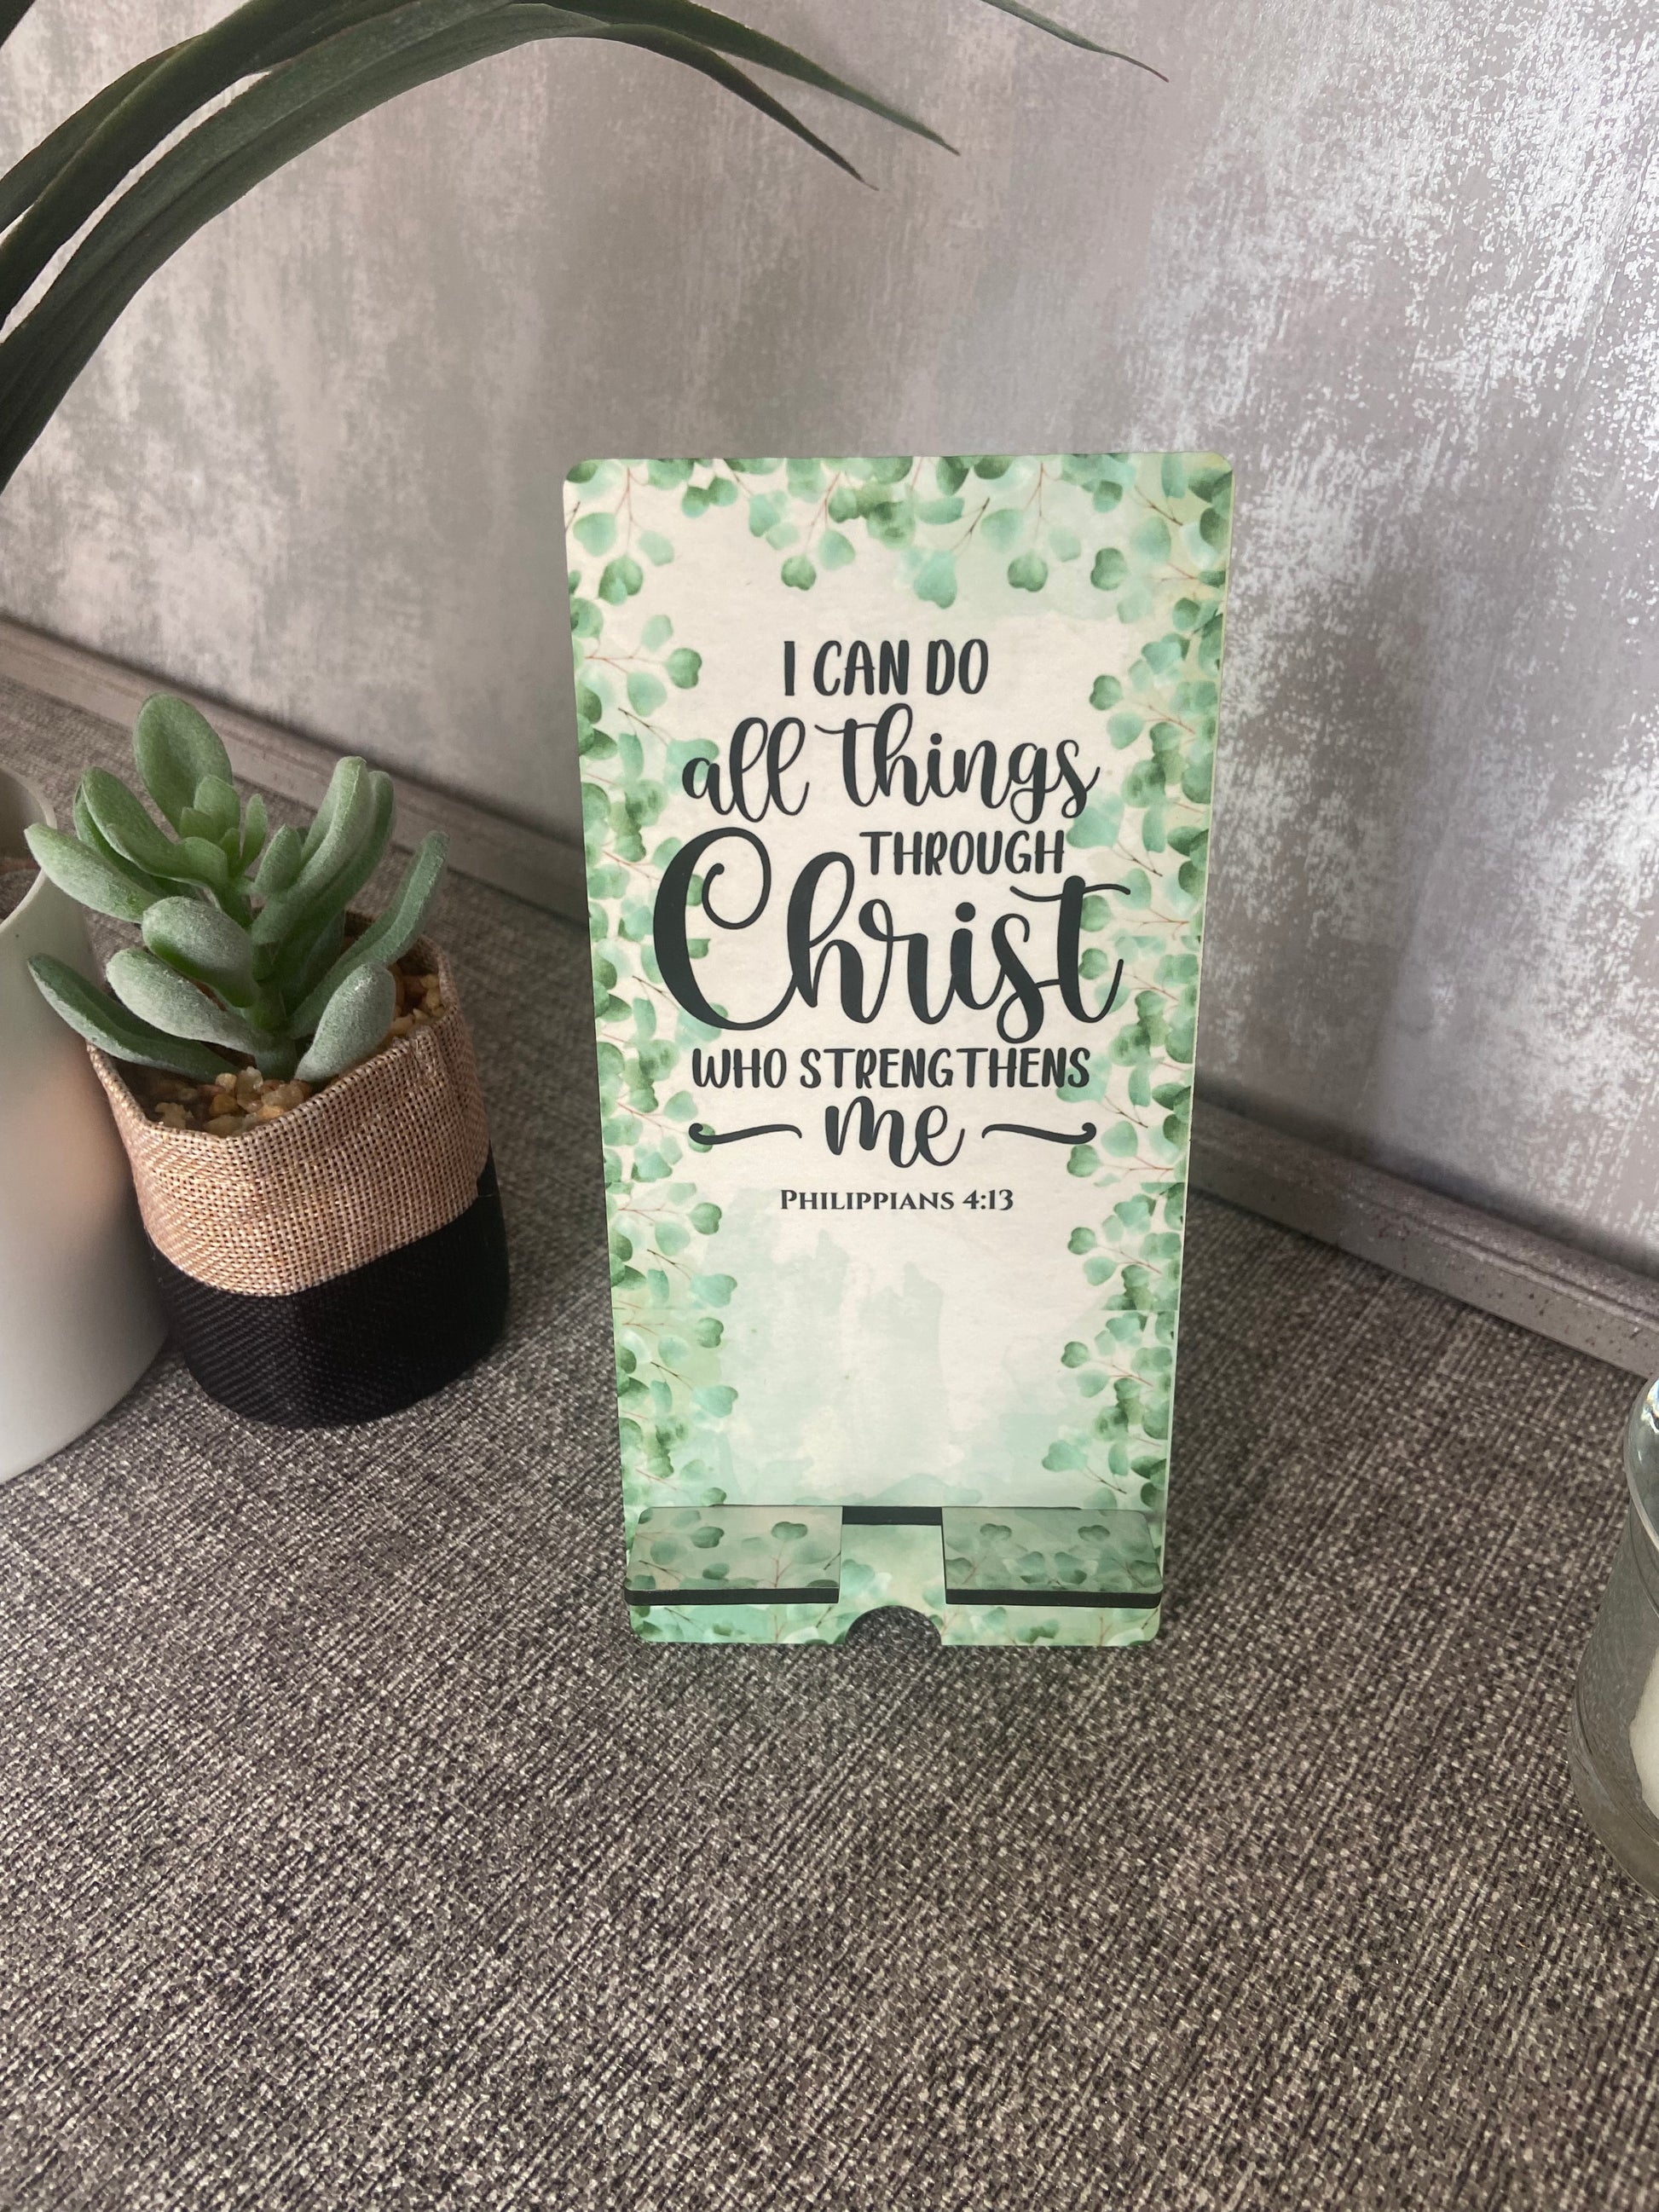 I CAN DO
all things
THROUGH
Christ
WHO STRENGTHENS
me
PHILIPPIANS 4:13